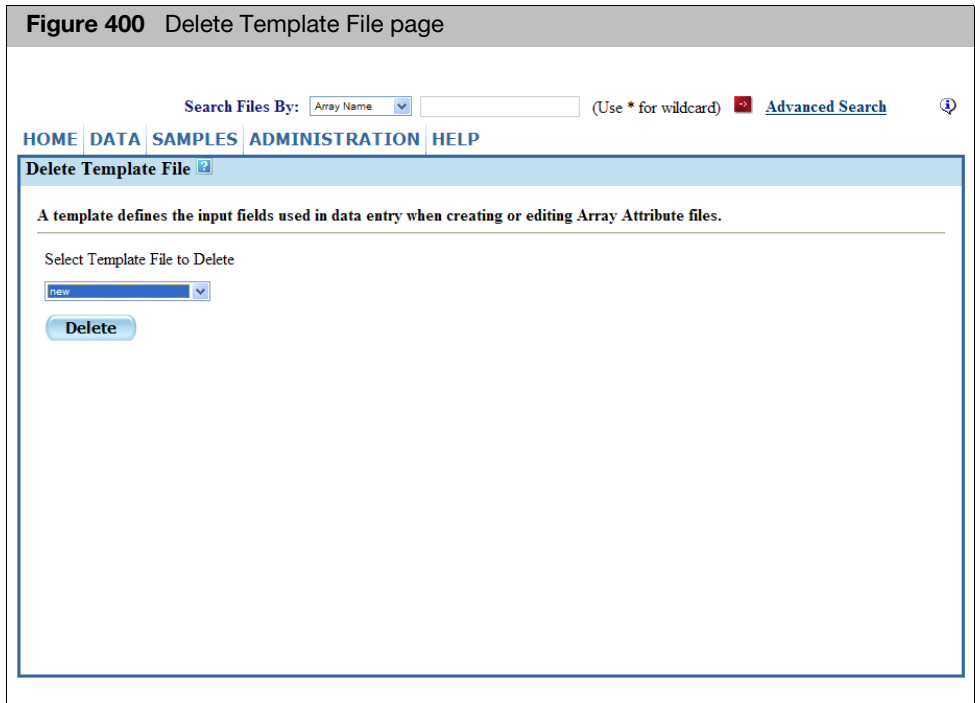 Figure 400 Delete Template File page
Search Files By: Array Name (Use * for wildcard) Advanced Search
HOME DATA SAMPLES ADMINISTRATION HELP
Delete Template File ?
A template defines the input fields used in data entry when creating or editing Array Attribute files.
Select Template File to Delete
new
Delete